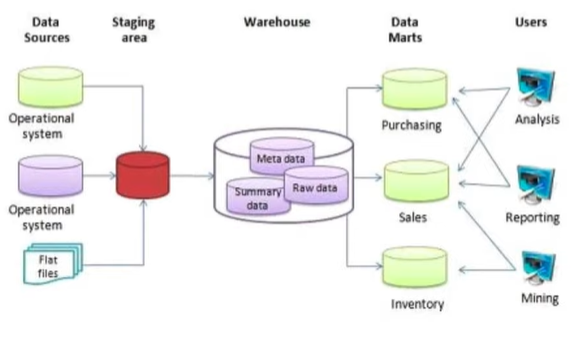 Data
Sources
Staging
area
Warehouse
Data
Marts
Users
Operational
system
Operational
system
Flat
files
Meta data
Summary
data
Raw data
Purchasing
Sales
Inventory
Analysis
Reporting
Mining